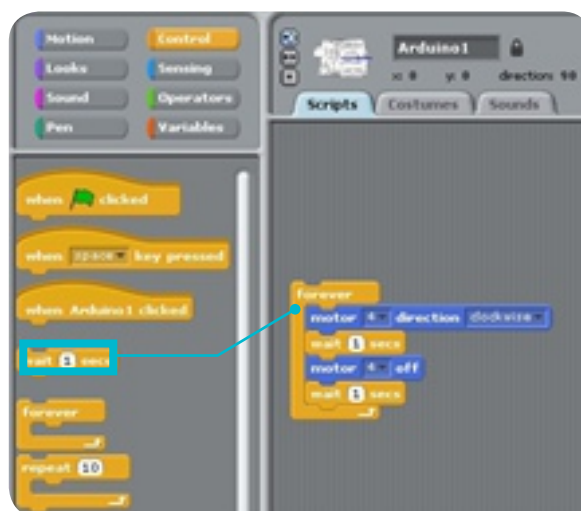 Motion Control
Looks Sensing
Sound Operators
Pen Variables
Arduino1
x: 0 y: 0 direction: 90
Scripts Costumes Sounds
when clicked
when space key pressed
when Arduino1 clicked
wait 1 secs
forever
repeat 10
forever
motor 4 direction clockwise
wait 1 secs
motor 4 off
wait 1 secs